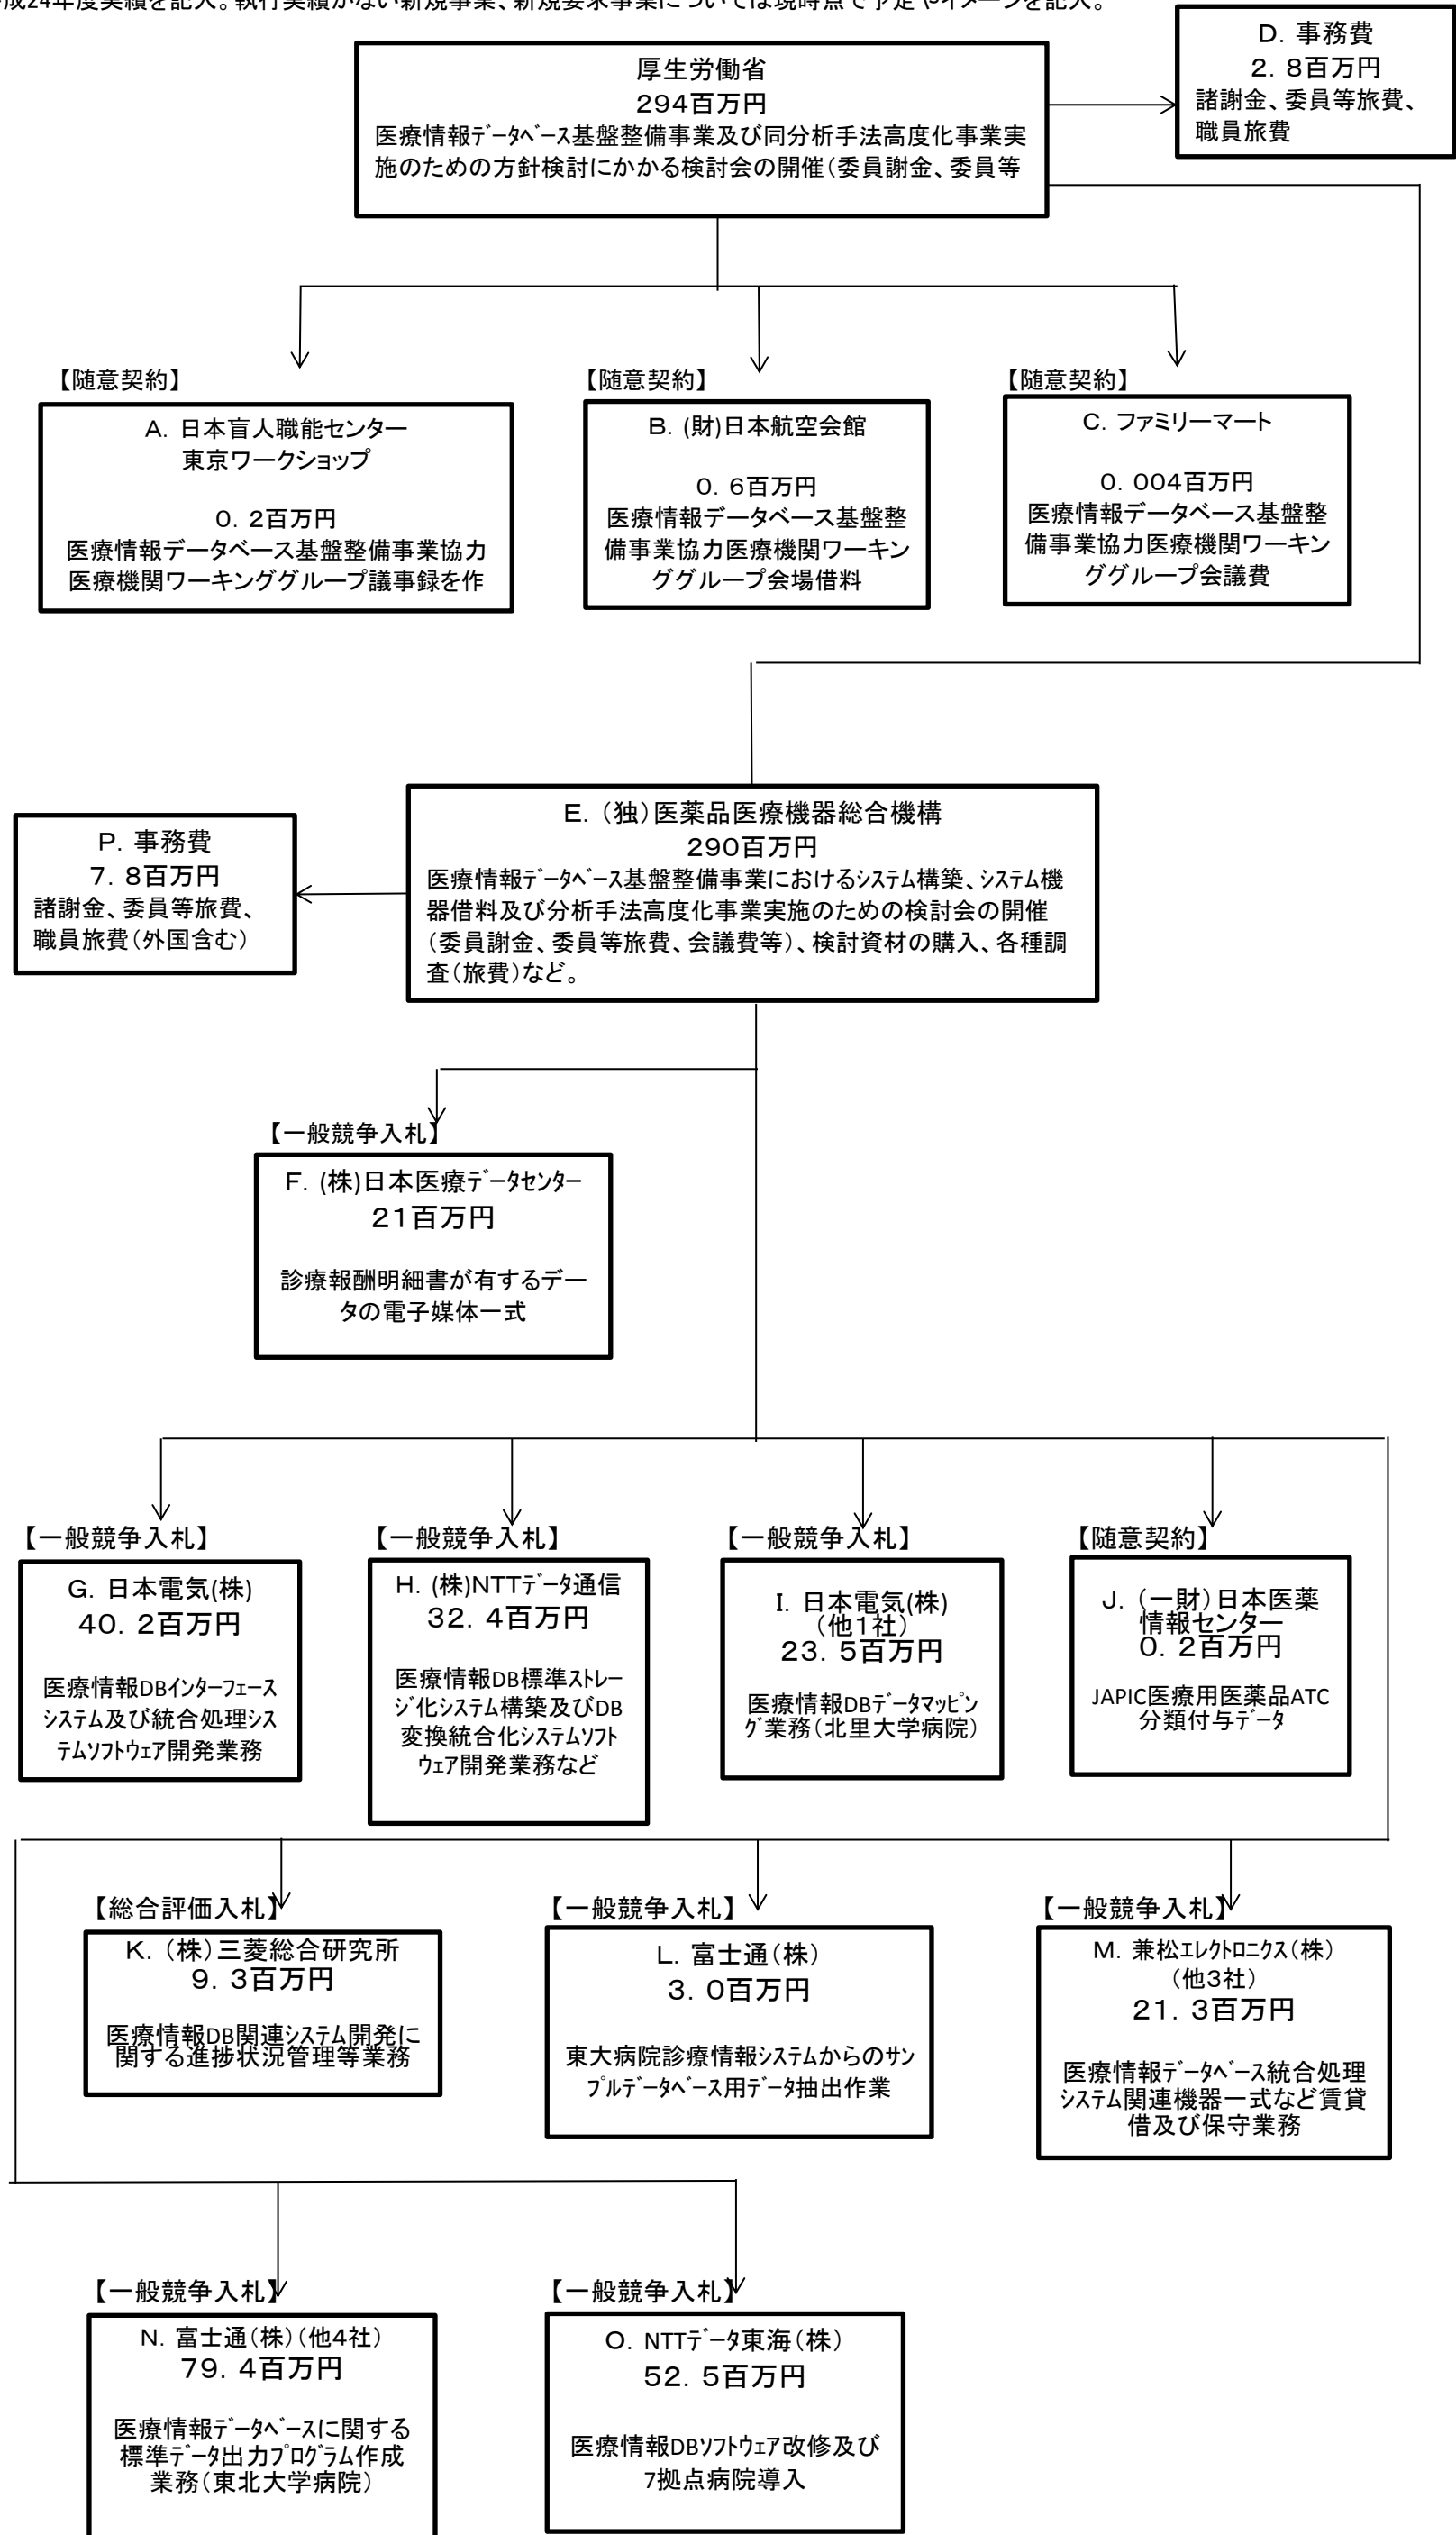 成24年度実績を記入。執行実績がない新規事業、新規要求事業については現時点で予定やイメージを記入。
厚生労働省
294百万円
医療情報ﾃﾞｰﾀﾍﾞｰｽ基盤整備事業及び同分析手法高度化事業実
施のための方針検討にかかる検討会の開催（委員謝金、委員等
D. 事務費
2. 8百万円
諸謝金、委員等旅費、
職員旅費
【随意契約】
A. 日本盲人職能センター
東京ワークショップ
0. 2百万円
医療情報データベース基盤整備事業協力
医療機関ワーキンググループ議事録を作
【随意契約】
B. (財)日本航空会館
0. 6百万円
医療情報データベース基盤整
備事業協力医療機関ワーキン
ググループ会場借料
【随意契約】
C. ファミリーマート
0. 004百万円
医療情報データベース基盤整
備事業協力医療機関ワーキン
ググループ会議費
E. （独）医薬品医療機器総合機構
290百万円
医療情報ﾃﾞｰﾀﾍﾞｰｽ基盤整備事業におけるｼｽﾃﾑ構築、ｼｽﾃﾑ機
器借料及び分析手法高度化事業実施のための検討会の開催
（委員謝金、委員等旅費、会議費等）、検討資材の購入、各種調
査（旅費）など。
P. 事務費
7. 8百万円
諸謝金、委員等旅費、
職員旅費（外国含む）
【一般競争入札】
F. (株)日本医療ﾃﾞｰﾀｾﾝﾀｰ
21百万円
診療報酬明細書が有するデー
タの電子媒体一式
【一般競争入札】
G. 日本電気(株)
40. 2百万円
医療情報DBｲﾝﾀｰﾌｪｰｽ
ｼｽﾃﾑ及び統合処理ｼｽ
ﾃﾑｿﾌﾄｳｪｱ開発業務
【一般競争入札】
H. (株)NTTﾃﾞｰﾀ通信
32. 4百万円
医療情報DB標準ｽﾄﾚｰ
ｼﾞ化ｼｽﾃﾑ構築及びDB
変換統合化ｼｽﾃﾑｿﾌﾄ
ｳｪｱ開発業務など
【一般競争入札】
I. 日本電気(株)
（他1社）
23. 5百万円
医療情報DBﾃﾞｰﾀﾏｯﾋﾟﾝ
ｸﾞ業務（北里大学病院）
【随意契約】
J. （一財）日本医薬
情報センター
0. 2百万円
JAPIC医療用医薬品ATC
分類付与ﾃﾞｰﾀ
【総合評価入札】
K. （株）三菱総合研究所
9. 3百万円
医療情報DB関連ｼｽﾃﾑ開発に
関する進捗状況管理等業務
【一般競争入札】
L. 富士通（株）
3. 0百万円
東大病院診療情報ｼｽﾃﾑからのｻﾝ
ﾌﾟﾙﾃﾞｰﾀﾍﾞｰｽ用ﾃﾞｰﾀ抽出作業
【一般競争入札】
M. 兼松ｴﾚｸﾄﾛﾆｸｽ（株）
（他3社）
21. 3百万円
医療情報ﾃﾞｰﾀﾍﾞｰｽ統合処理
ｼｽﾃﾑ関連機器一式など賃貸
借及び保守業務
【一般競争入札】
N. 富士通（株）（他4社）
79. 4百万円
医療情報ﾃﾞｰﾀﾍﾞｰｽに関する
標準ﾃﾞｰﾀ出力ﾌﾟﾛｸﾞﾗﾑ作成
業務（東北大学病院）
【一般競争入札】
O. NTTﾃﾞｰﾀ東海（株）
52. 5百万円
医療情報DBｿﾌﾄｳｪｱ改修及び
7拠点病院導入